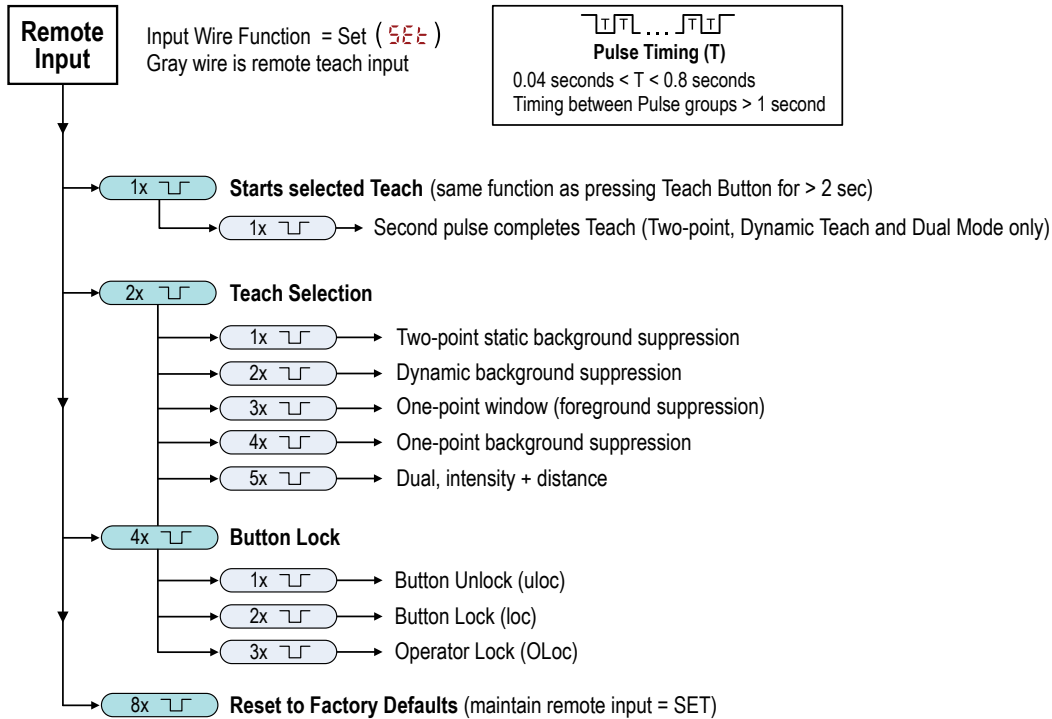 Remote
Input
Input Wire Function = Set ( SEt )
Gray wire is remote teach input
T T .... T T
Pulse Timing (T)
0.04 seconds < T < 0.8 seconds
Timing between Pulse groups > 1 second
1x Starts selected Teach (same function as pressing Teach Button for > 2 sec)
1x Second pulse completes Teach (Two-point, Dynamic Teach and Dual Mode only)
2x Teach Selection
1x Two-point static background suppression
2x Dynamic background suppression
3x One-point window (foreground suppression)
4x One-point background suppression
5x Dual, intensity + distance
4x Button Lock
1x Button Unlock (uloc)
2x Button Lock (loc)
3x Operator Lock (OLoc)
8x Reset to Factory Defaults (maintain remote input = SET)